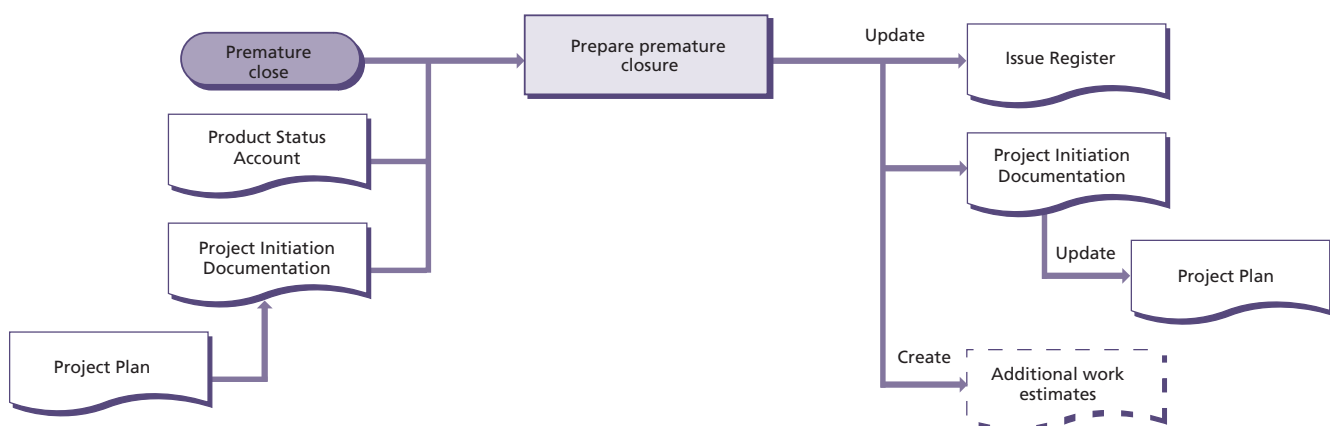 Premature
close
Prepare premature
closure
Update
Issue Register
Product Status
Account
Project Initiation
Documentation
Project Initiation
Documentation
Update
Project Plan
Project Plan
Create
Additional work
estimates